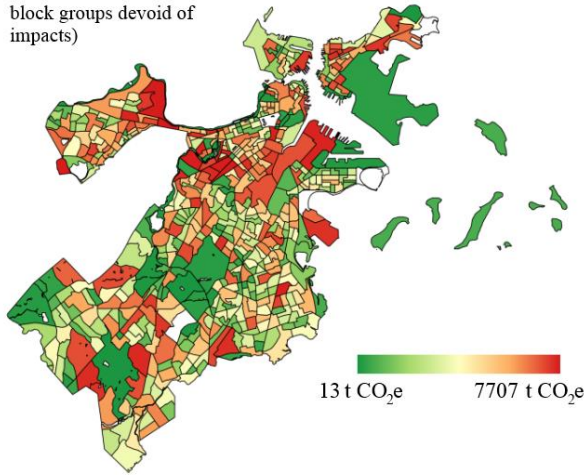 block groups devoid of
impacts)
13 t CO₂e
7707 t CO₂e